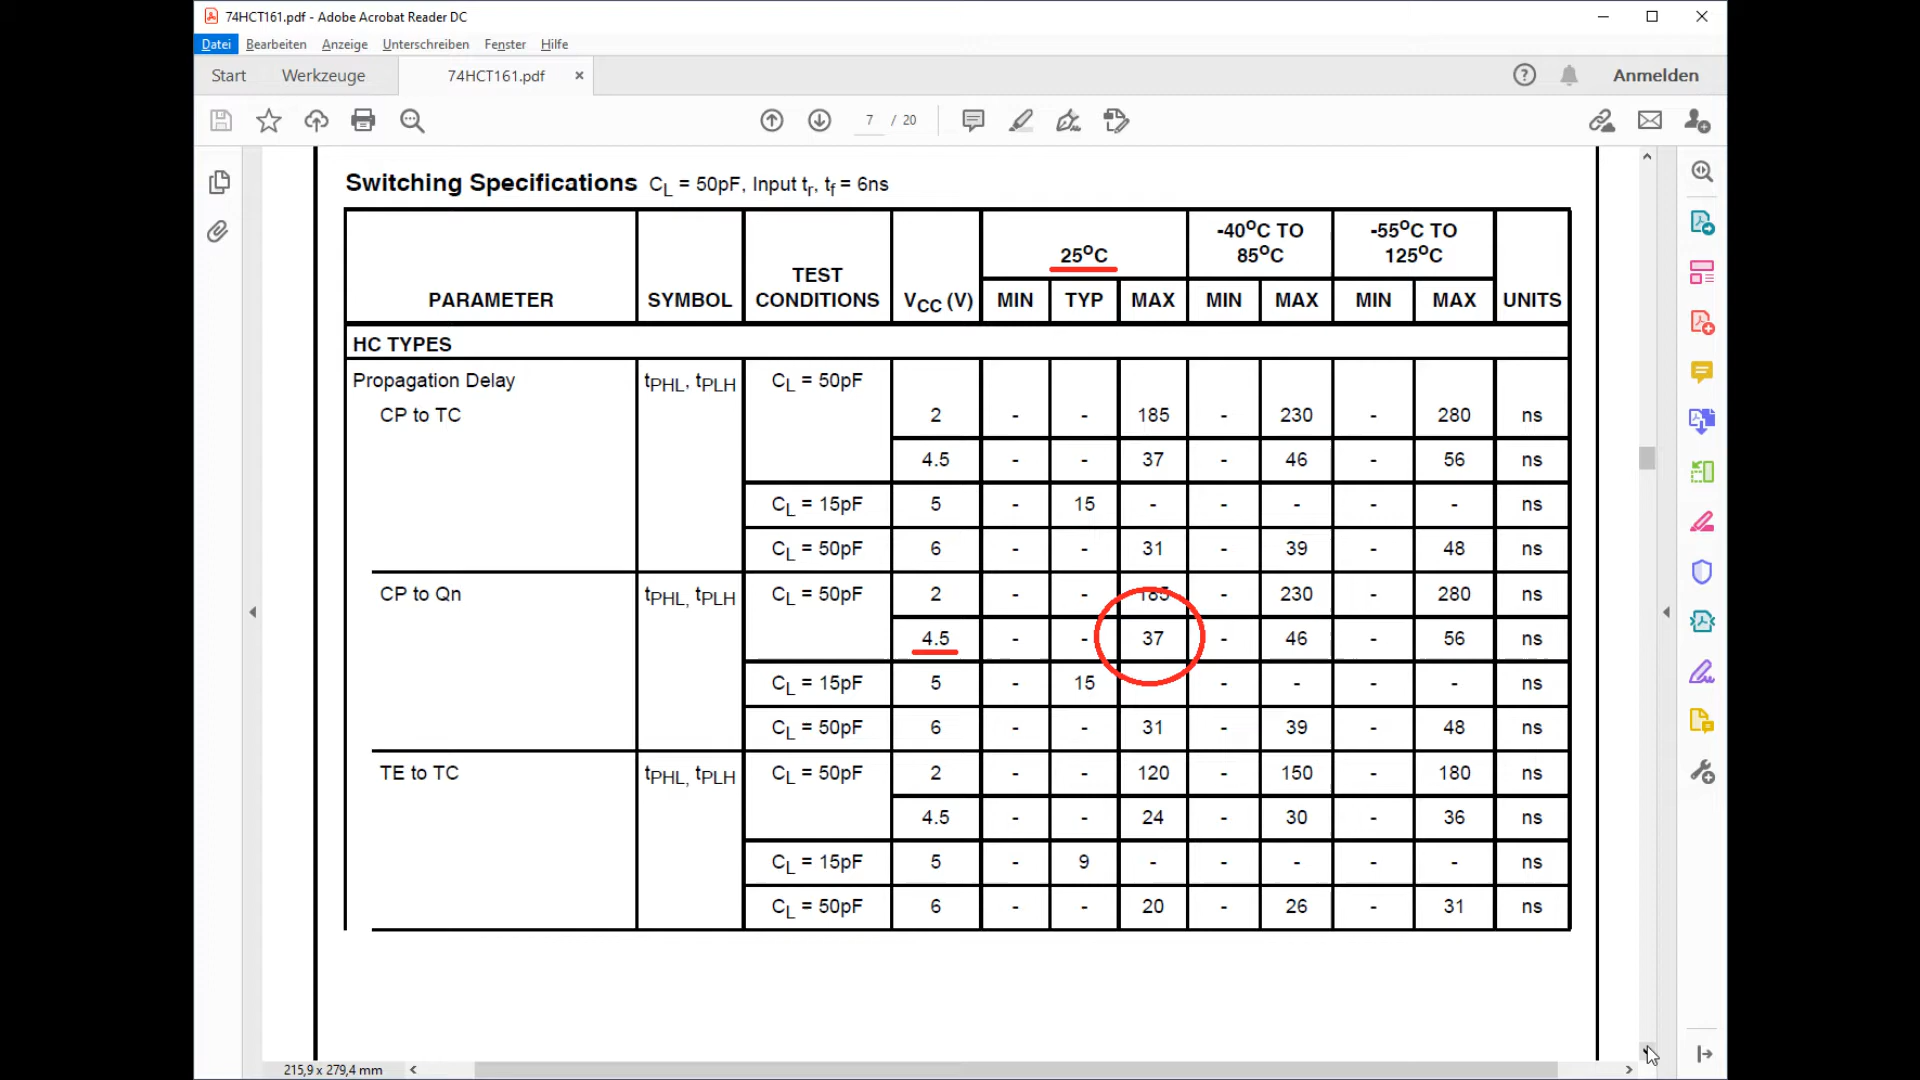 74HCT161.pdf - Adobe Acrobat Reader DC
Datei Bearbeiten Anzeige Unterschreiben Fenster Hilfe
Start Werkzeuge 74HCT161.pdf × Anmelden
7 / 20
Switching Specifications CL = 50pF, Input tr, tf = 6ns
PARAMETER SYMBOL TEST CONDITIONS VCC (V) 25oC -40oC TO 85oC -55oC TO 125oC UNITS
MIN TYP MAX MIN MAX MIN MAX
HC TYPES
Propagation Delay tPHL, tPLH CL = 50pF
CP to TC 2 - - 185 - 230 - 280 ns
4.5 - - 37 - 46 - 56 ns
CL = 15pF 5 - 15 - - - - - ns
CL = 50pF 6 - - 31 - 39 - 48 ns
CP to Qn tPHL, tPLH CL = 50pF 2 - - 185 - 230 - 280 ns
4.5 - - 37 - 46 - 56 ns
CL = 15pF 5 - 15 - - - - ns
CL = 50pF 6 - - 31 - 39 - 48 ns
TE to TC tPHL, tPLH CL = 50pF 2 - - 120 - 150 - 180 ns
4.5 - - 24 - 30 - 36 ns
CL = 15pF 5 - 9 - - - - - ns
CL = 50pF 6 - - 20 - 26 - 31 ns
215,9 x 279,4 mm